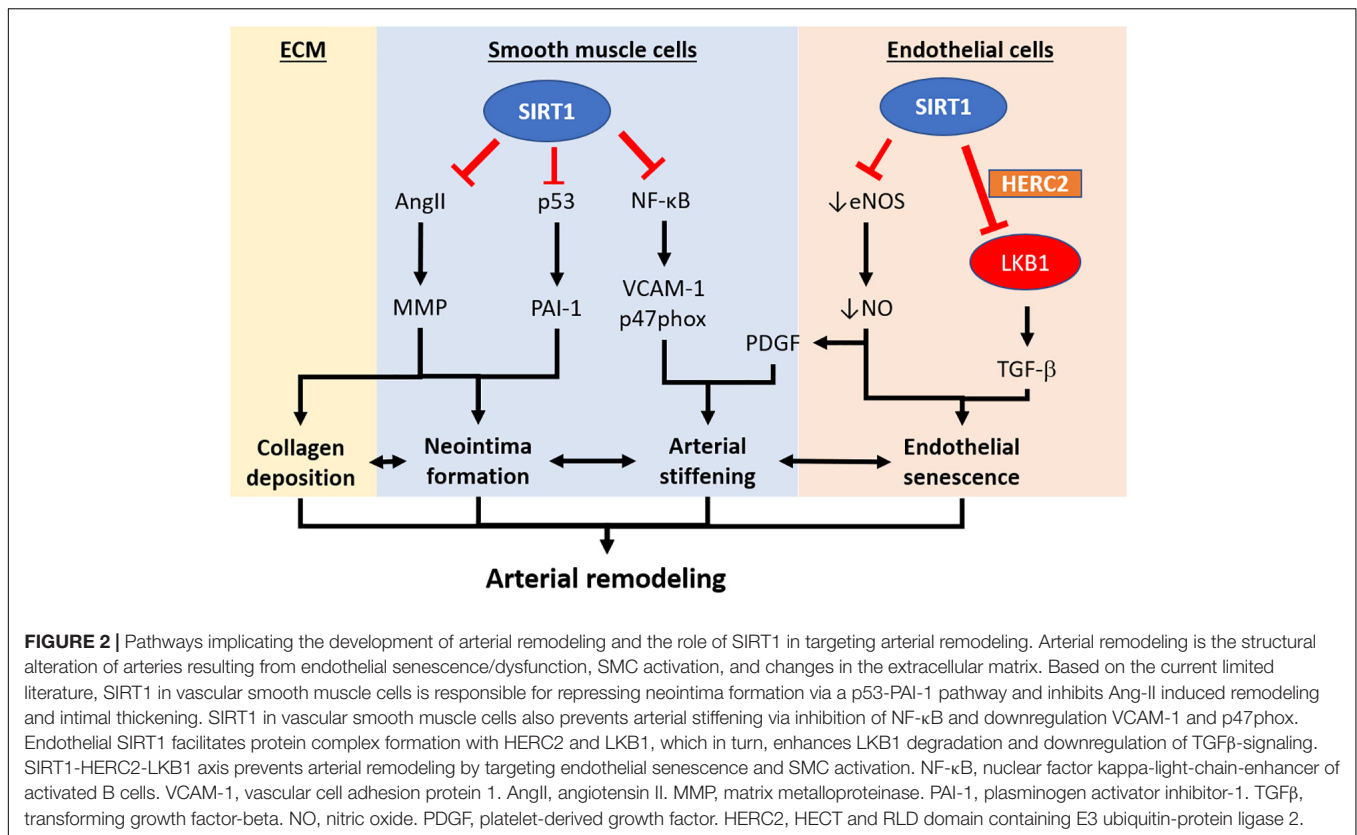 ECM
Smooth muscle cells
Endothelial cells
SIRT1
SIRT1
HERC2
AngII
p53
NF-κB
↓eNOS
LKB1
MMP
PAI-1
VCAM-1
p47phox
↓NO
PDGF
TGF-β
Collagen
deposition
Neointima
formation
Arterial
stiffening
Endothelial
senescence
Arterial remodeling
FIGURE 2 | Pathways implicating the development of arterial remodeling and the role of SIRT1 in targeting arterial remodeling. Arterial remodeling is the structural
alteration of arteries resulting from endothelial senescence/dysfunction, SMC activation, and changes in the extracellular matrix. Based on the current limited
literature, SIRT1 in vascular smooth muscle cells is responsible for repressing neointima formation via a p53-PAI-1 pathway and inhibits Ang-II induced remodeling
and intimal thickening. SIRT1 in vascular smooth muscle cells also prevents arterial stiffening via inhibition of NF-κB and downregulation VCAM-1 and p47phox.
Endothelial SIRT1 facilitates protein complex formation with HERC2 and LKB1, which in turn, enhances LKB1 degradation and downregulation of TGFβ-signaling.
SIRT1-HERC2-LKB1 axis prevents arterial remodeling by targeting endothelial senescence and SMC activation. NF-κB, nuclear factor kappa-light-chain-enhancer of
activated B cells. VCAM-1, vascular cell adhesion protein 1. AngII, angiotensin II. MMP, matrix metalloproteinase. PAI-1, plasminogen activator inhibitor-1. TGFβ,
transforming growth factor-beta. NO, nitric oxide. PDGF, platelet-derived growth factor. HERC2, HECT and RLD domain containing E3 ubiquitin-protein ligase 2.